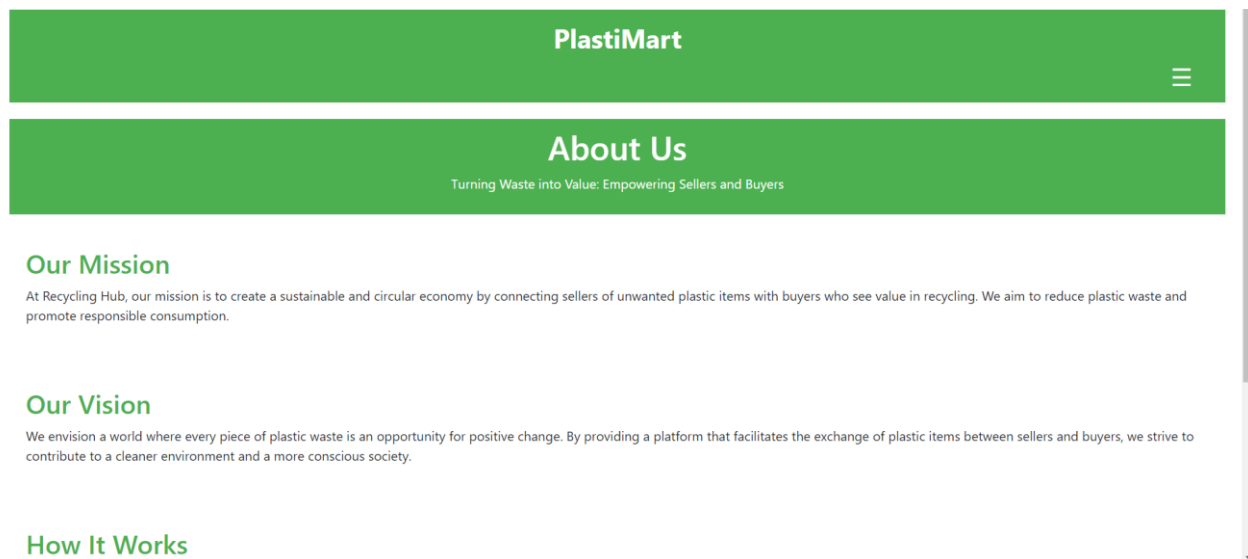 PlastiMart
☰
About Us
Turning Waste into Value: Empowering Sellers and Buyers
Our Mission
At Recycling Hub, our mission is to create a sustainable and circular economy by connecting sellers of unwanted plastic items with buyers who see value in recycling. We aim to reduce plastic waste and
promote responsible consumption.
Our Vision
We envision a world where every piece of plastic waste is an opportunity for positive change. By providing a platform that facilitates the exchange of plastic items between sellers and buyers, we strive to
contribute to a cleaner environment and a more conscious society.
How It Works